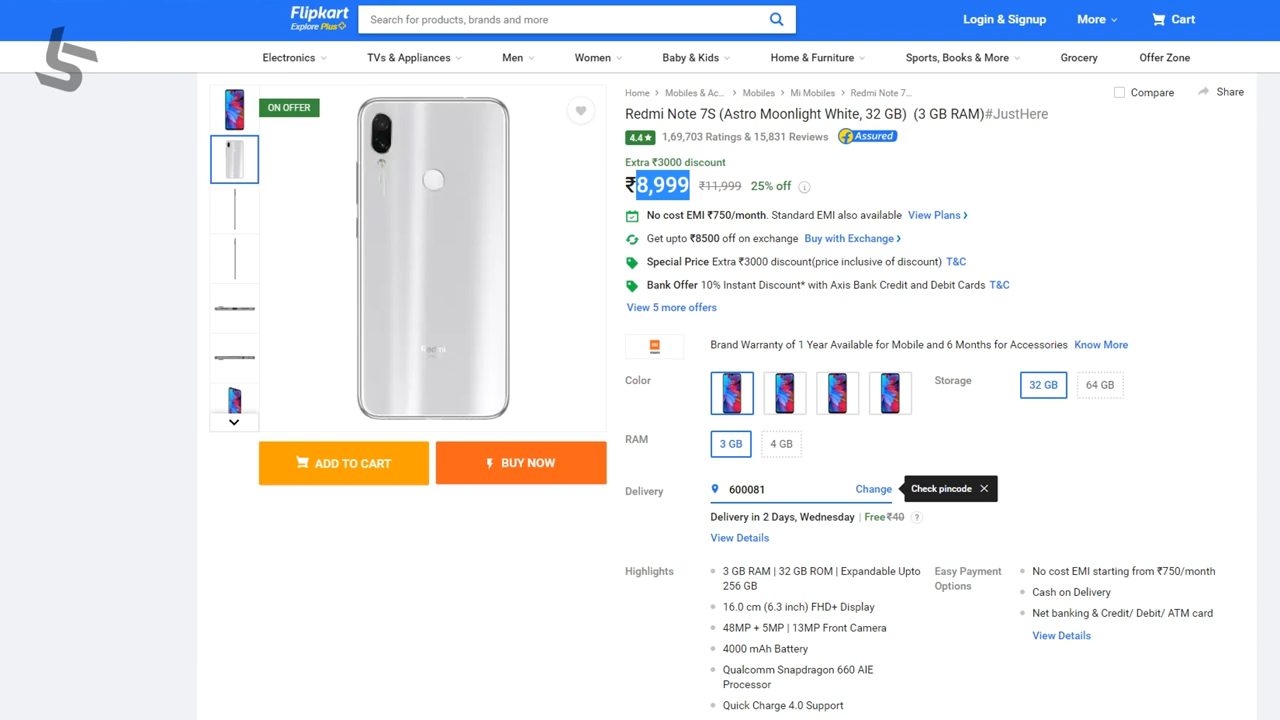 Flipkart
Explore Plus
Search for products, brands and more
Login & Signup
More
Cart
Electronics
TVs & Appliances
Men
Women
Baby & Kids
Home & Furniture
Sports, Books & More
Grocery
Offer Zone
Home > Mobiles & Ac... > Mobiles > Mi Mobiles > Redmi Note 7...
Compare
Share
ON OFFER
Redmi Note 7S (Astro Moonlight White, 32 GB) (3 GB RAM)#JustHere
4.4★ 1,69,703 Ratings & 15,831 Reviews Assured
Extra ₹3000 discount
₹8,999 ₹11,999 25% off
No cost EMI ₹750/month. Standard EMI also available View Plans ›
Get upto ₹8500 off on exchange Buy with Exchange ›
Special Price Extra ₹3000 discount(price inclusive of discount) T&C
Bank Offer 10% Instant Discount* with Axis Bank Credit and Debit Cards T&C
View 5 more offers
Redmi
Brand Warranty of 1 Year Available for Mobile and 6 Months for Accessories Know More
Color
Storage
32 GB
64 GB
RAM
3 GB
4 GB
ADD TO CART
BUY NOW
Delivery
600081
Change
Check pincode ✕
Delivery in 2 Days, Wednesday | Free ₹40 ?
View Details
Highlights
3 GB RAM | 32 GB ROM | Expandable Upto
256 GB
16.0 cm (6.3 inch) FHD+ Display
48MP + 5MP | 13MP Front Camera
4000 mAh Battery
Qualcomm Snapdragon 660 AIE
Processor
Quick Charge 4.0 Support
Easy Payment
Options
No cost EMI starting from ₹750/month
Cash on Delivery
Net banking & Credit/ Debit/ ATM card
View Details